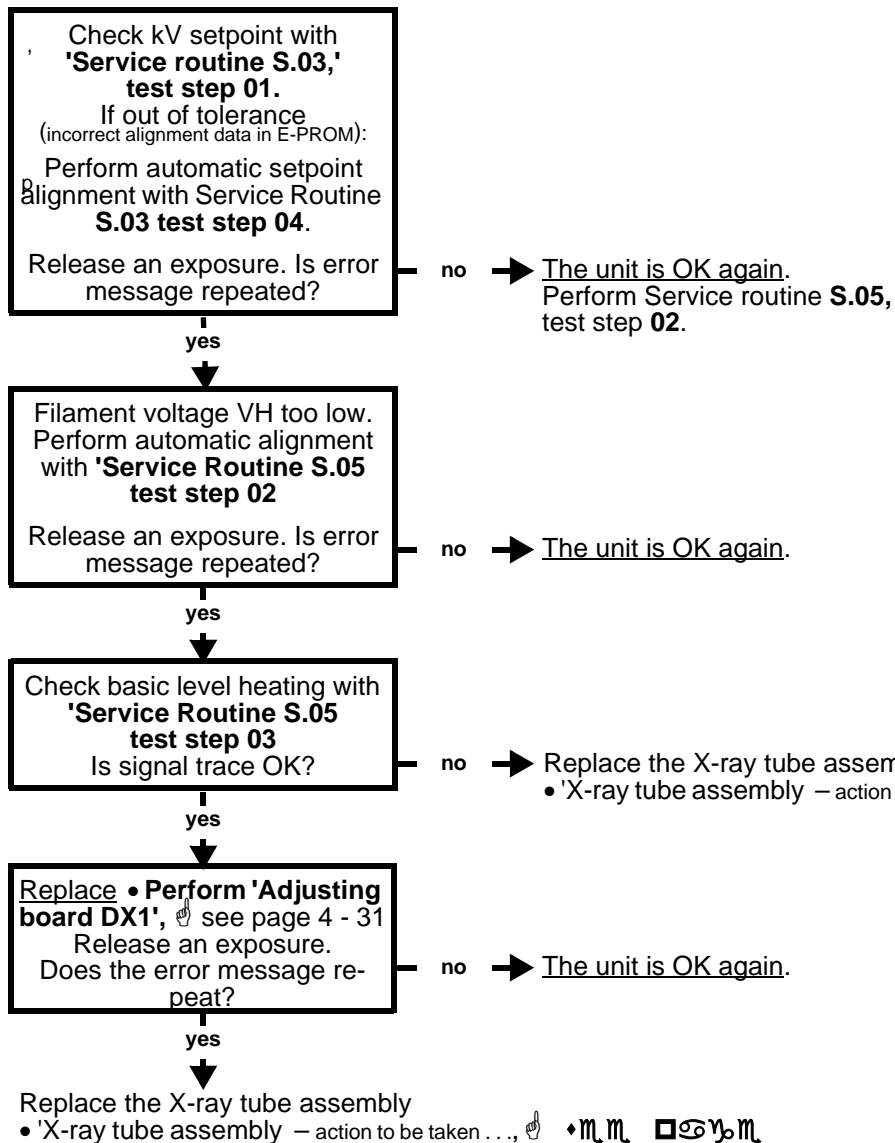 Check kV setpoint with
, 'Service routine S.03,'
test step 01.
If out of tolerance
(incorrect alignment data in E-PROM):
Perform automatic setpoint
p alignment with Service Routine
S.03 test step 04.
Release an exposure. Is error
message repeated?
no
The unit is OK again.
Perform Service routine S.05,
test step 02.
yes
Filament voltage VH too low.
Perform automatic alignment
with 'Service Routine S.05
test step 02
Release an exposure. Is error
message repeated?
no
The unit is OK again.
yes
Check basic level heating with
'Service Routine S.05
test step 03
Is signal trace OK?
no
Replace the X-ray tube assem
• 'X-ray tube assembly – action
yes
Replace • Perform 'Adjusting
board DX1', ☝ see page 4 - 31
Release an exposure.
Does the error message re-
peat?
no
The unit is OK again.
yes
Replace the X-ray tube assembly
• 'X-ray tube assembly – action to be taken . . ., ☝ ⬧♏♏ ◻♋♑♏